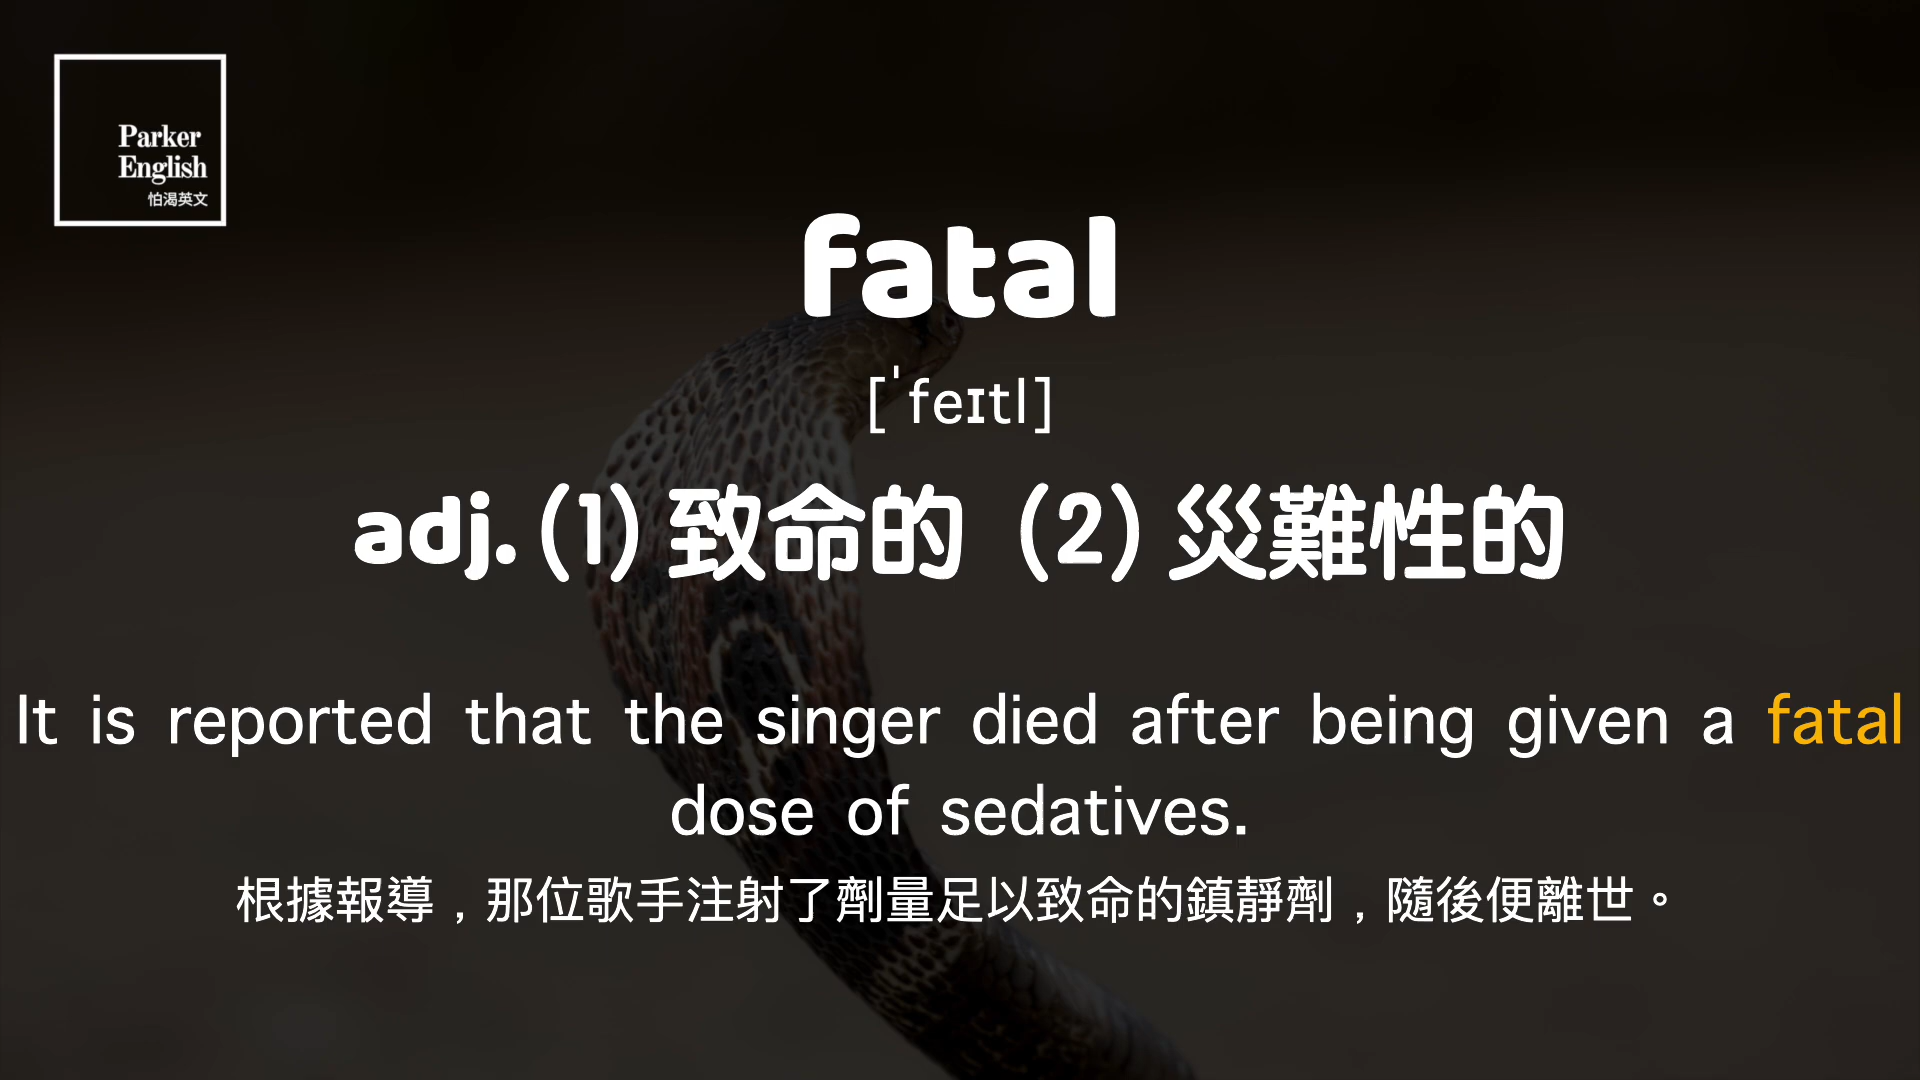 Parker
English
怕渴英文
fatal
[ˈfeɪtl]
adj. (1) 致命的 (2) 災難性的
It is reported that the singer died after being given a fatal
dose of sedatives.
根據報導，那位歌手注射了劑量足以致命的鎮靜劑，隨後便離世。